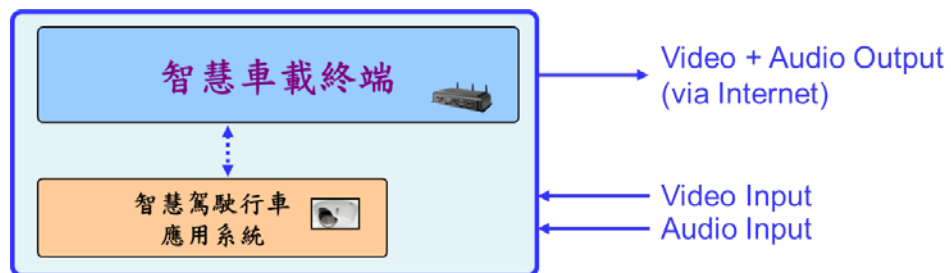 智慧車載終端
Video + Audio Output
(via Internet)
智慧駕駛行車
應用系統
Video Input
Audio Input